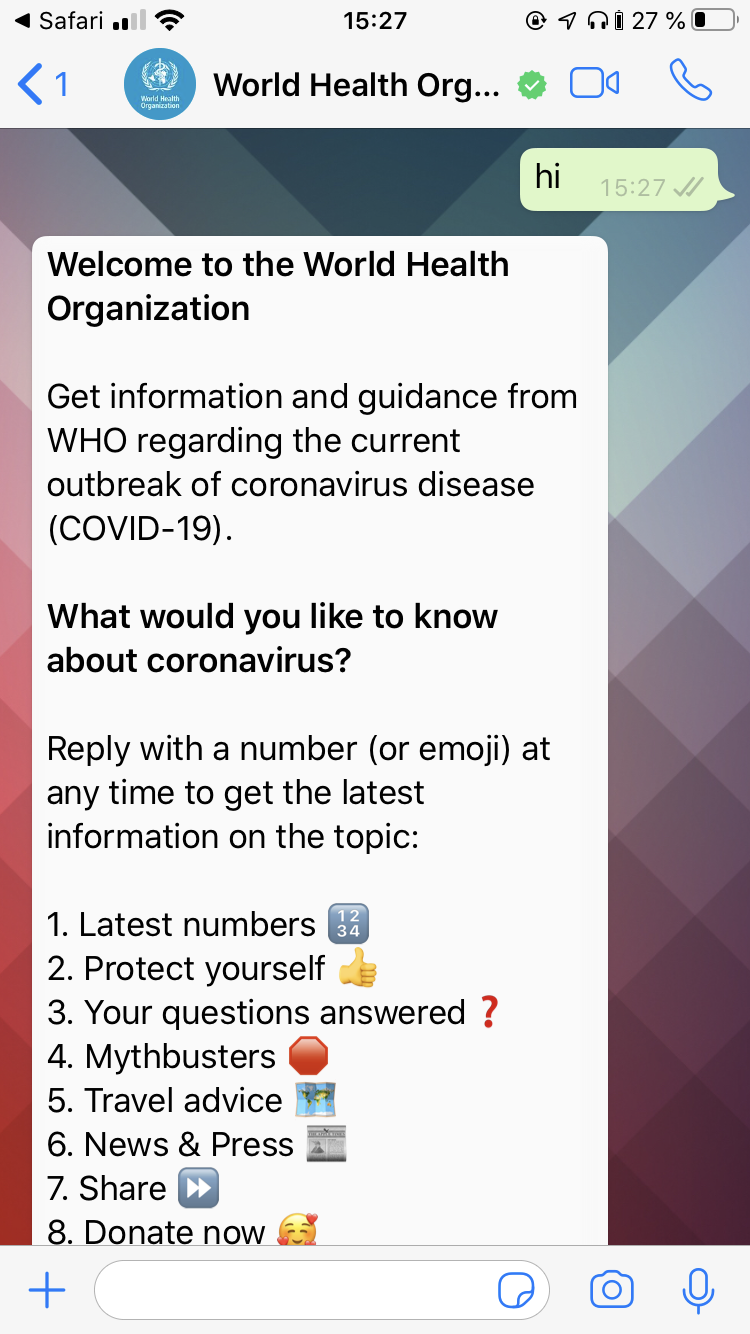 Safari 15:27 27 %
1 World Health Org...
World Health
Organization
hi 15:27
Welcome to the World Health
Organization
Get information and guidance from
WHO regarding the current
outbreak of coronavirus disease
(COVID-19).
What would you like to know
about coronavirus?
Reply with a number (or emoji) at
any time to get the latest
information on the topic:
1. Latest numbers 🔢
2. Protect yourself 👍
3. Your questions answered ❓
4. Mythbusters 🛑
5. Travel advice 🗺️
6. News & Press 📰
7. Share ⏩
8. Donate now 🥰